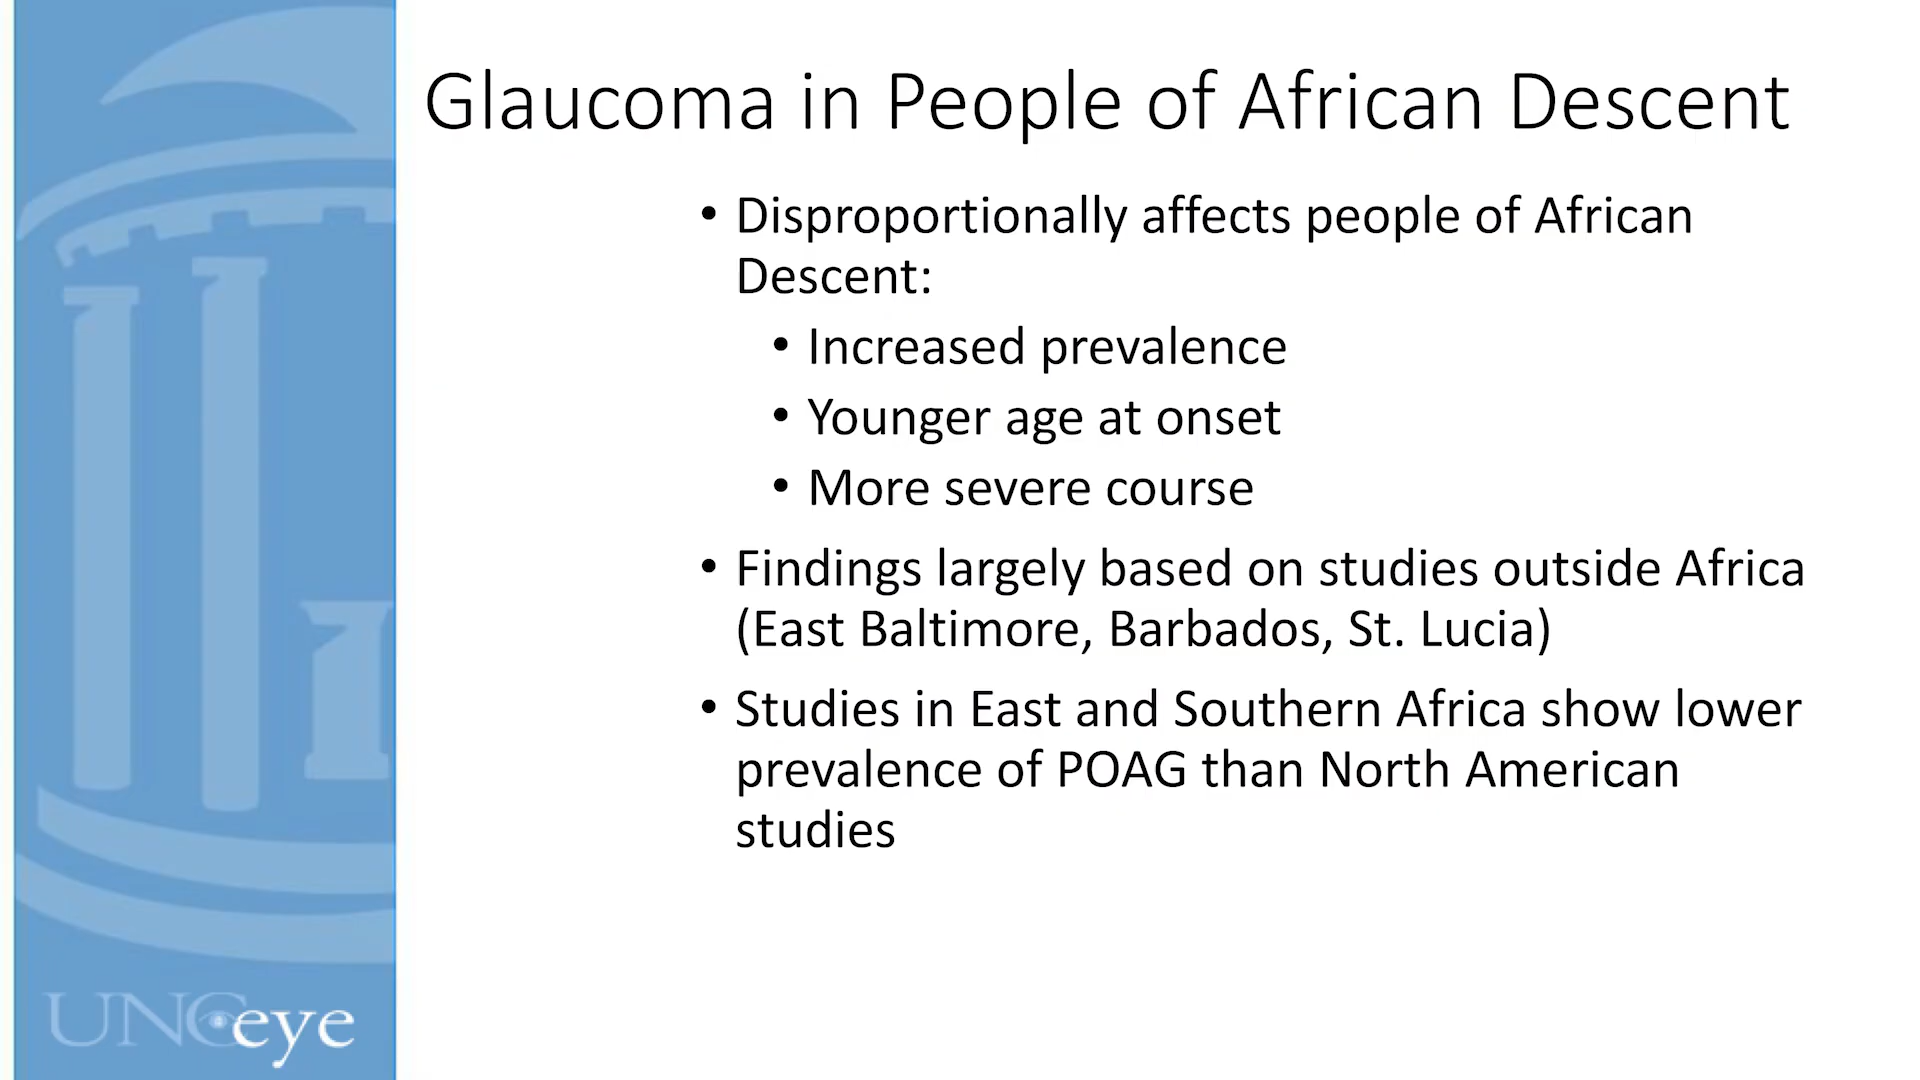 Glaucoma in People of African Descent
• Disproportionally affects people of African
Descent:
• Increased prevalence
• Younger age at onset
• More severe course
• Findings largely based on studies outside Africa
(East Baltimore, Barbados, St. Lucia)
• Studies in East and Southern Africa show lower
prevalence of POAG than North American
studies
UNCeye